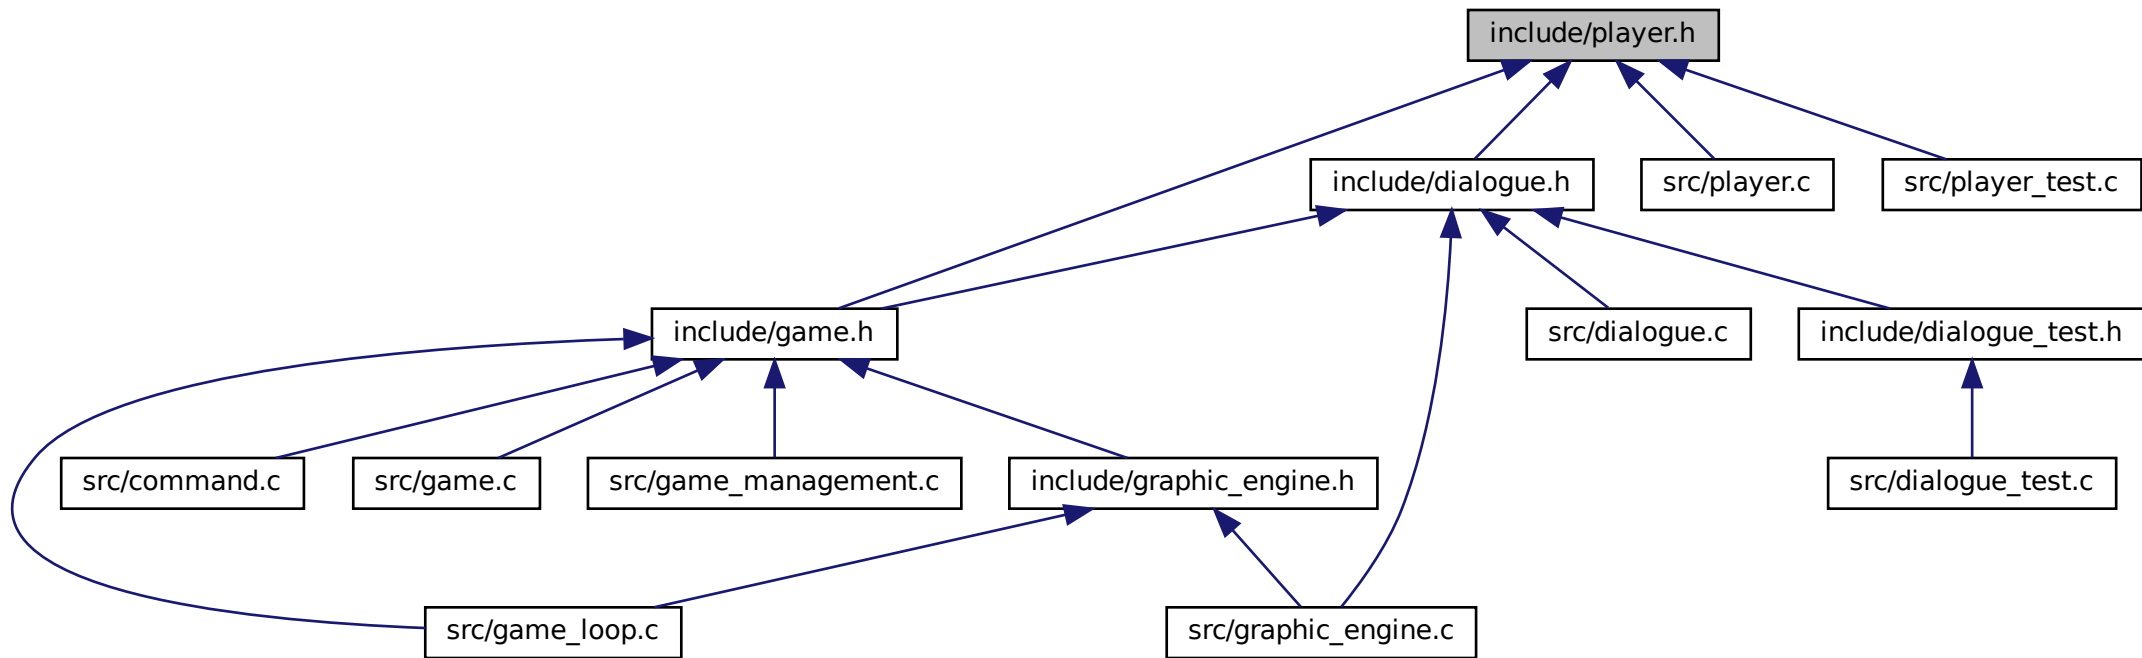 include/player.h
include/dialogue.h
src/player.c
src/player_test.c
include/game.h
src/dialogue.c
include/dialogue_test.h
src/command.c
src/game.c
src/game_management.c
include/graphic_engine.h
src/dialogue_test.c
src/game_loop.c
src/graphic_engine.c